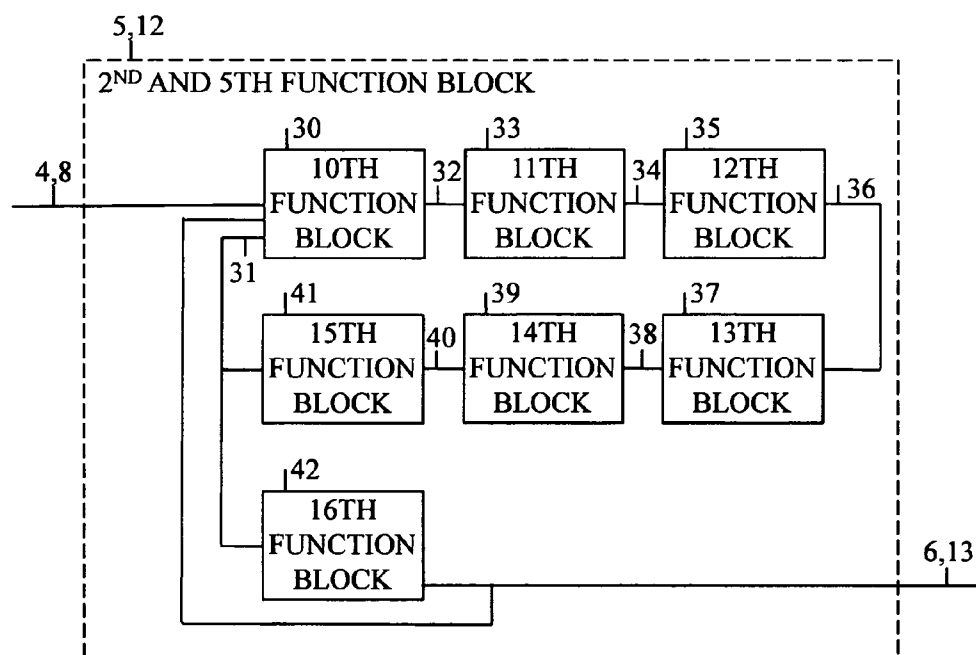 5,12
2ND AND 5TH FUNCTION BLOCK
4,8
30
10TH
FUNCTION
BLOCK
32
33
11TH
FUNCTION
BLOCK
34
35
12TH
FUNCTION
BLOCK
36
31
41
15TH
FUNCTION
BLOCK
40
39
14TH
FUNCTION
BLOCK
38
37
13TH
FUNCTION
BLOCK
42
16TH
FUNCTION
BLOCK
6,13